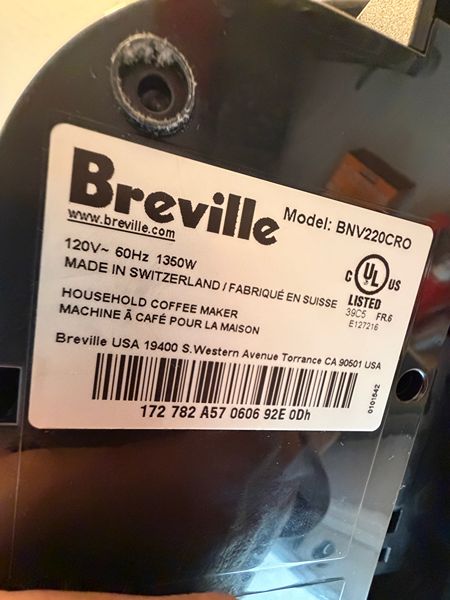 Breville
www.breville.com
Model: BNV220CRO
120V~ 60Hz 1350W
MADE IN SWITZERLAND / FABRIQUÉ EN SUISSE
HOUSEHOLD COFFEE MAKER
MACHINE À CAFÉ POUR LA MAISON
C UL US
LISTED
39C5 FR.6
E127216
Breville USA 19400 S.Western Avenue Torrance CA 90501 USA
172 782 A57 0606 92E 0Dh
0101542